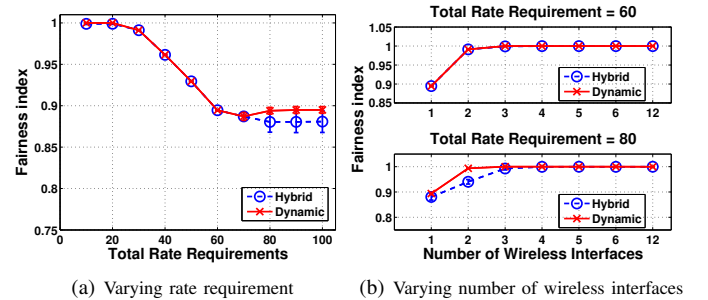 1
0.95
0.9
0.85
0.8
0.75
Fairness index
0 20 40 60 80 100
Total Rate Requirements
Hybrid
Dynamic
(a) Varying rate requirement
Total Rate Requirement = 60
1.05
1
0.95
0.9
0.85
1 2 3 4 5 6 12
Hybrid
Dynamic
Fairness index
Total Rate Requirement = 80
1
0.9
0.8
1 2 3 4 5 6 12
Hybrid
Dynamic
Number of Wireless Interfaces
(b) Varying number of wireless interfaces